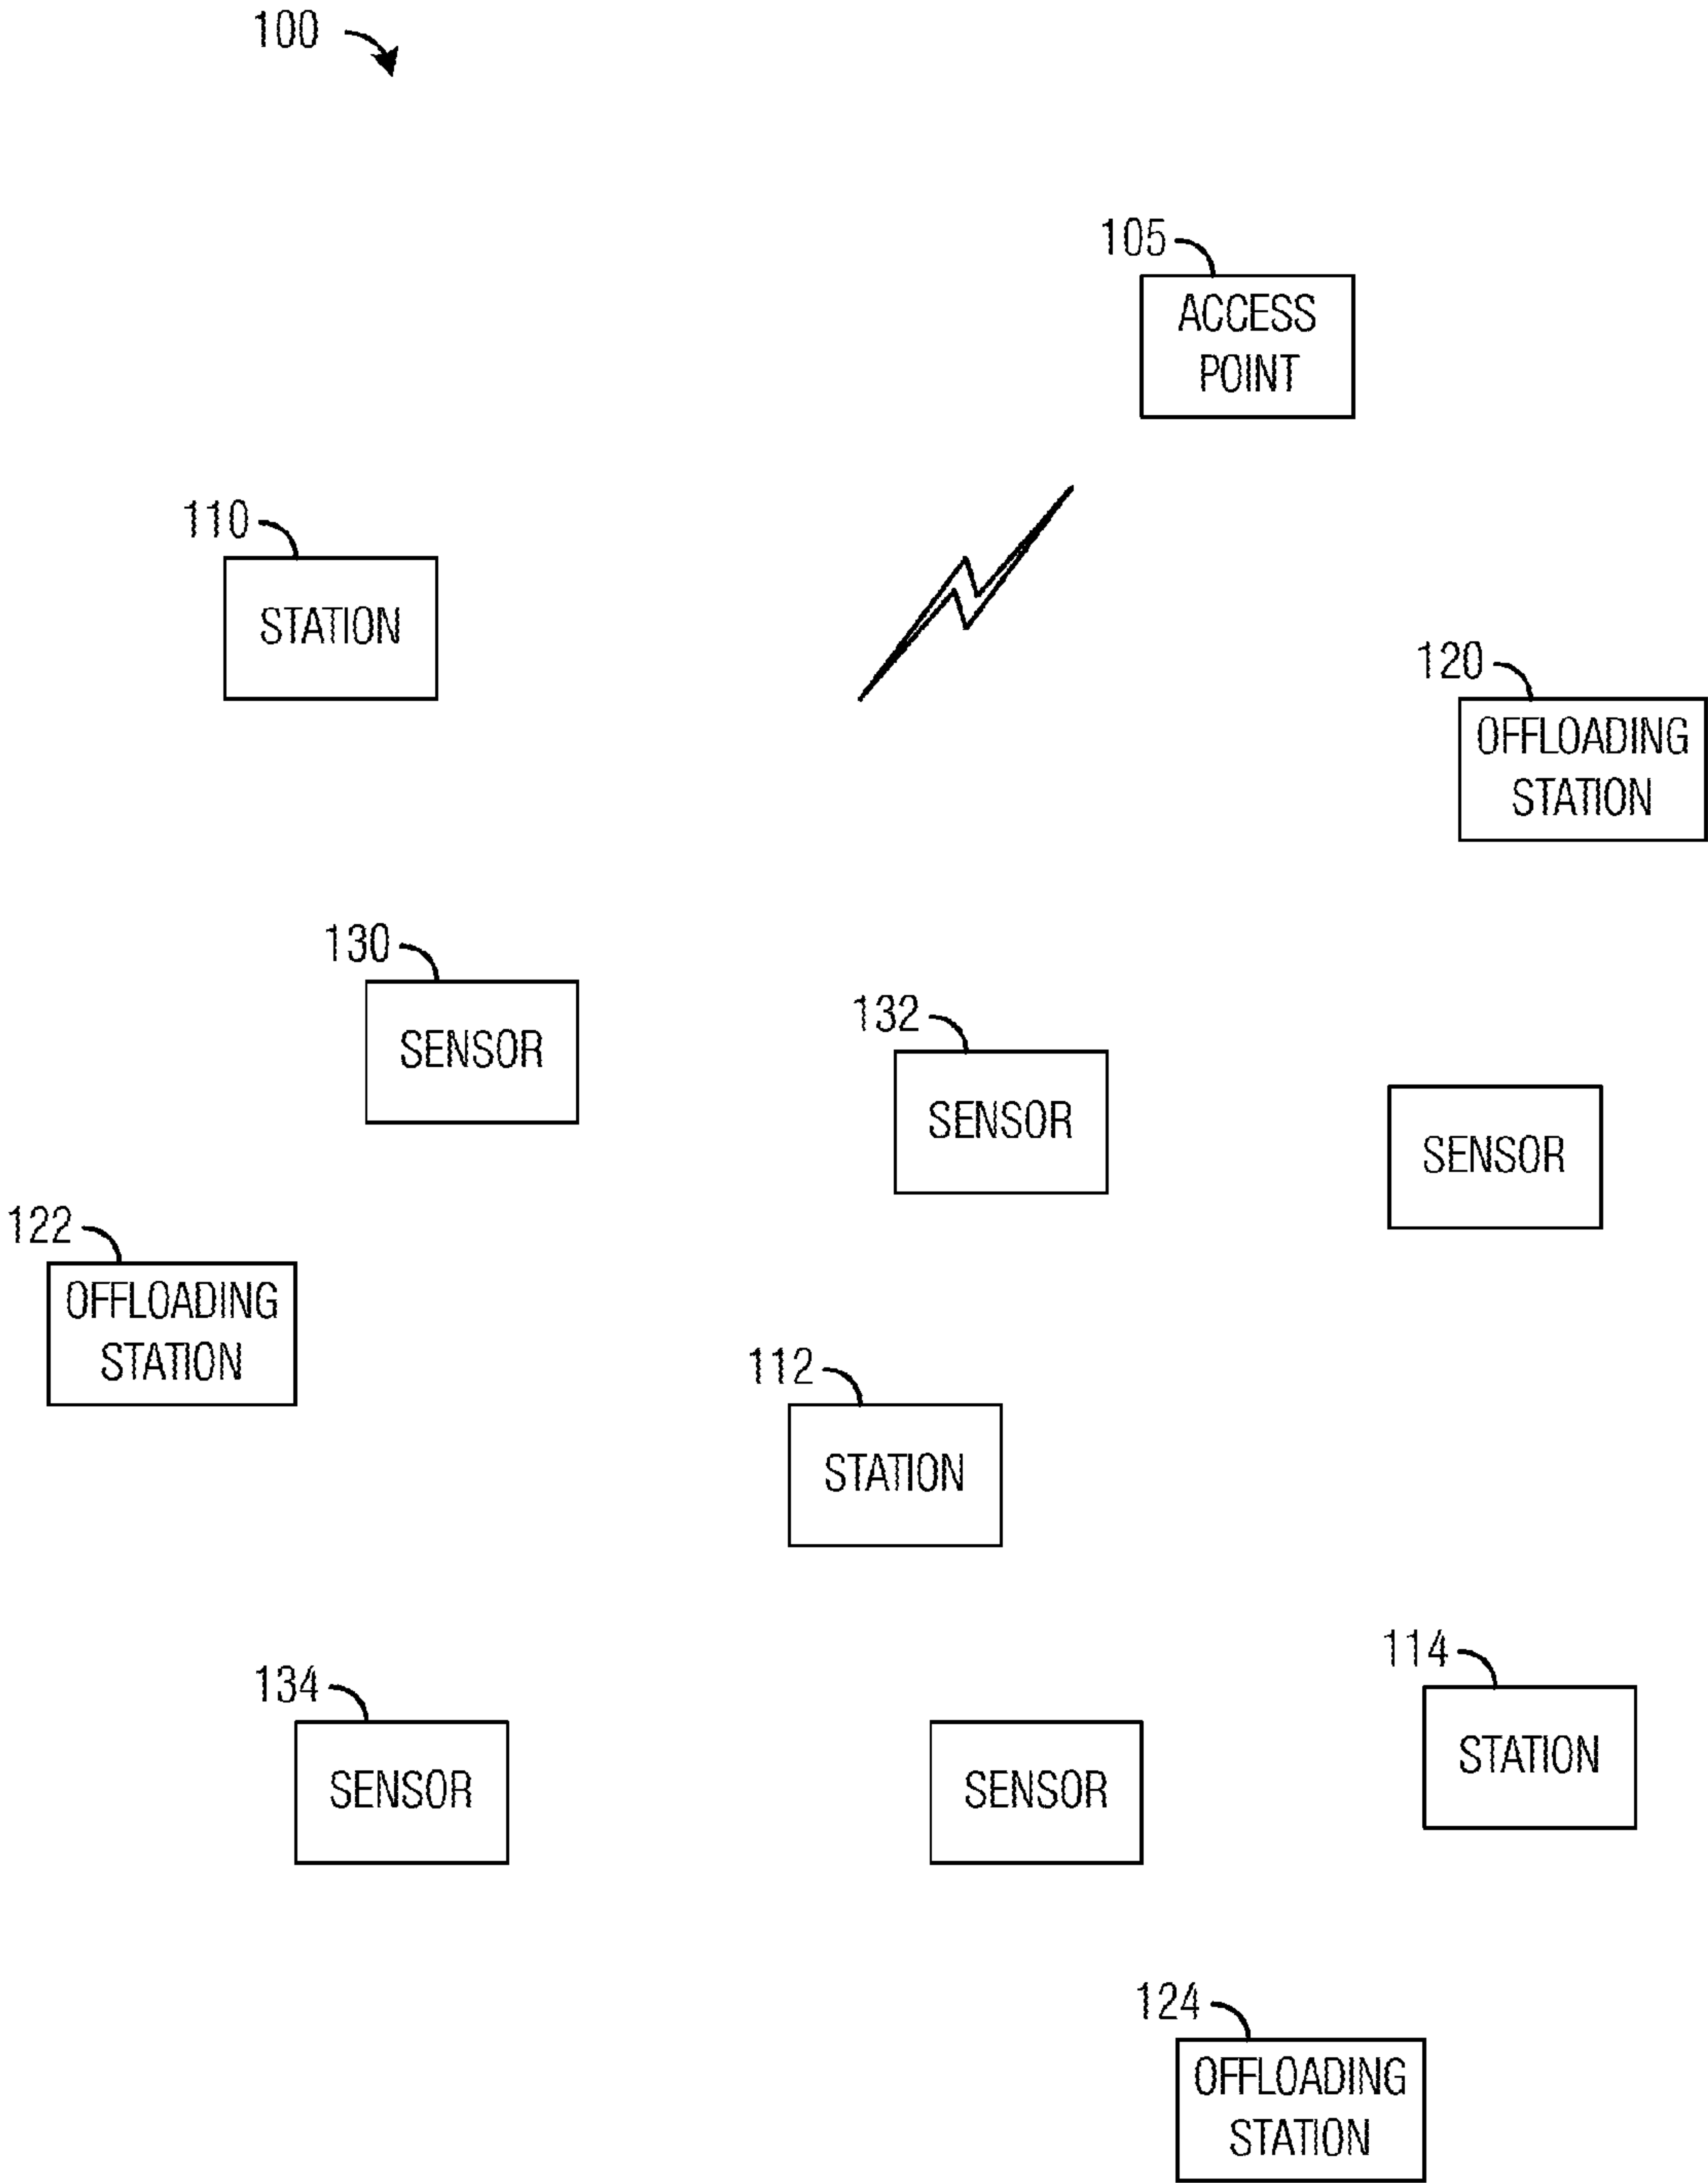 100
105
ACCESS
POINT
110
STATION
120
OFFLOADING
STATION
130
SENSOR
132
SENSOR
SENSOR
122
OFFLOADING
STATION
112
STATION
114
STATION
134
SENSOR
SENSOR
124
OFFLOADING
STATION